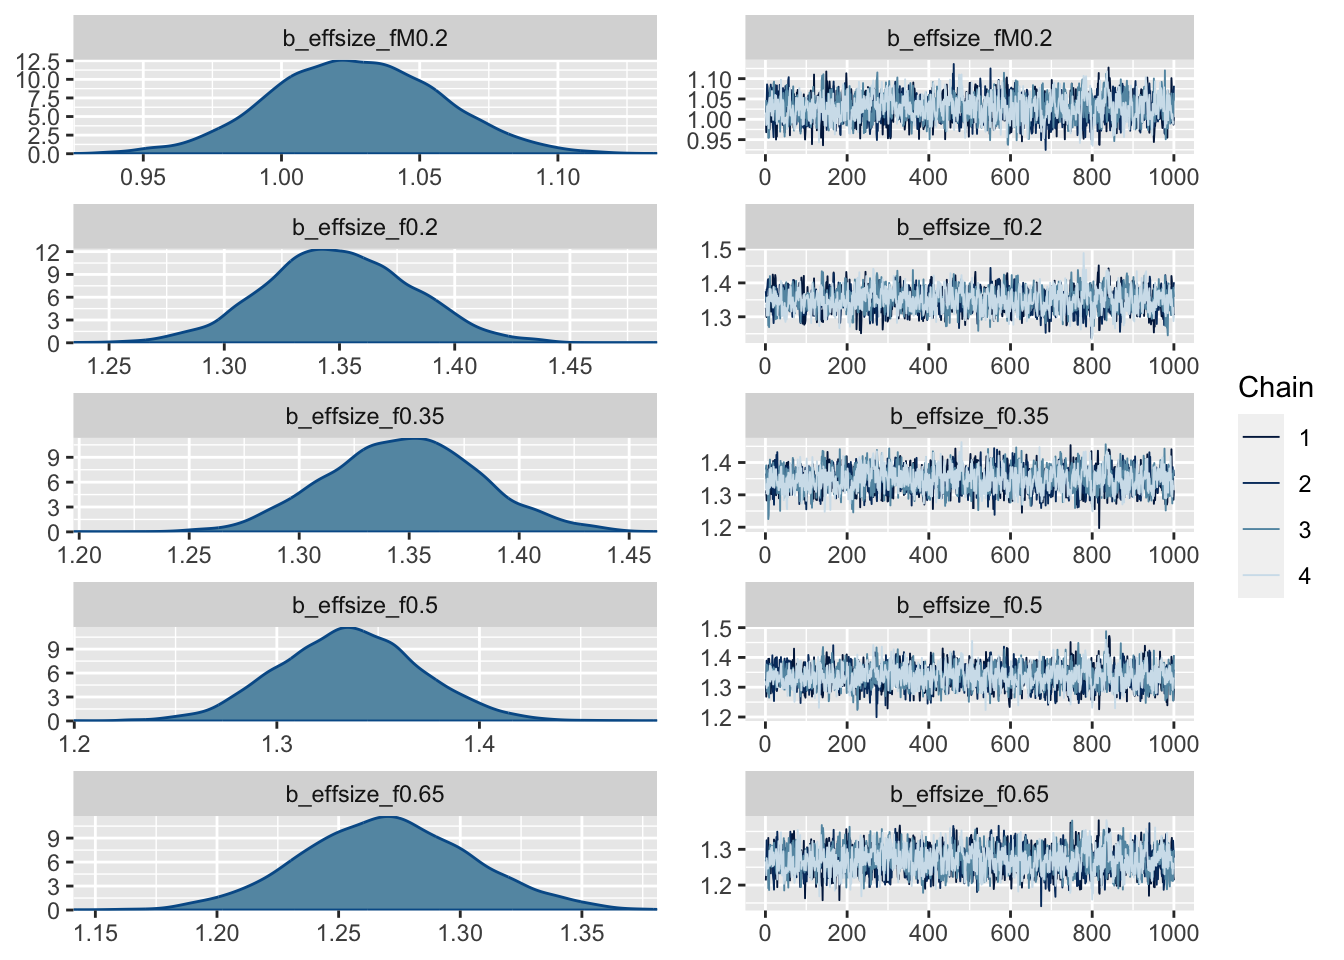 b_effsize_fM0.2
12.5
10.0
7.5
5.0
2.5
0.0
0.95 1.00 1.05 1.10
b_effsize_fM0.2
1.10
1.05
1.00
0.95
0 200 400 600 800 1000
b_effsize_f0.2
12
9
6
3
0
1.25 1.30 1.35 1.40 1.45
b_effsize_f0.2
1.5
1.4
1.3
0 200 400 600 800 1000
b_effsize_f0.35
9
6
3
0
1.20 1.25 1.30 1.35 1.40 1.45
b_effsize_f0.35
1.4
1.3
1.2
0 200 400 600 800 1000
b_effsize_f0.5
9
6
3
0
1.2 1.3 1.4
b_effsize_f0.5
1.5
1.4
1.3
1.2
0 200 400 600 800 1000
b_effsize_f0.65
9
6
3
0
1.15 1.20 1.25 1.30 1.35
b_effsize_f0.65
1.3
1.2
0 200 400 600 800 1000
Chain
1
2
3
4